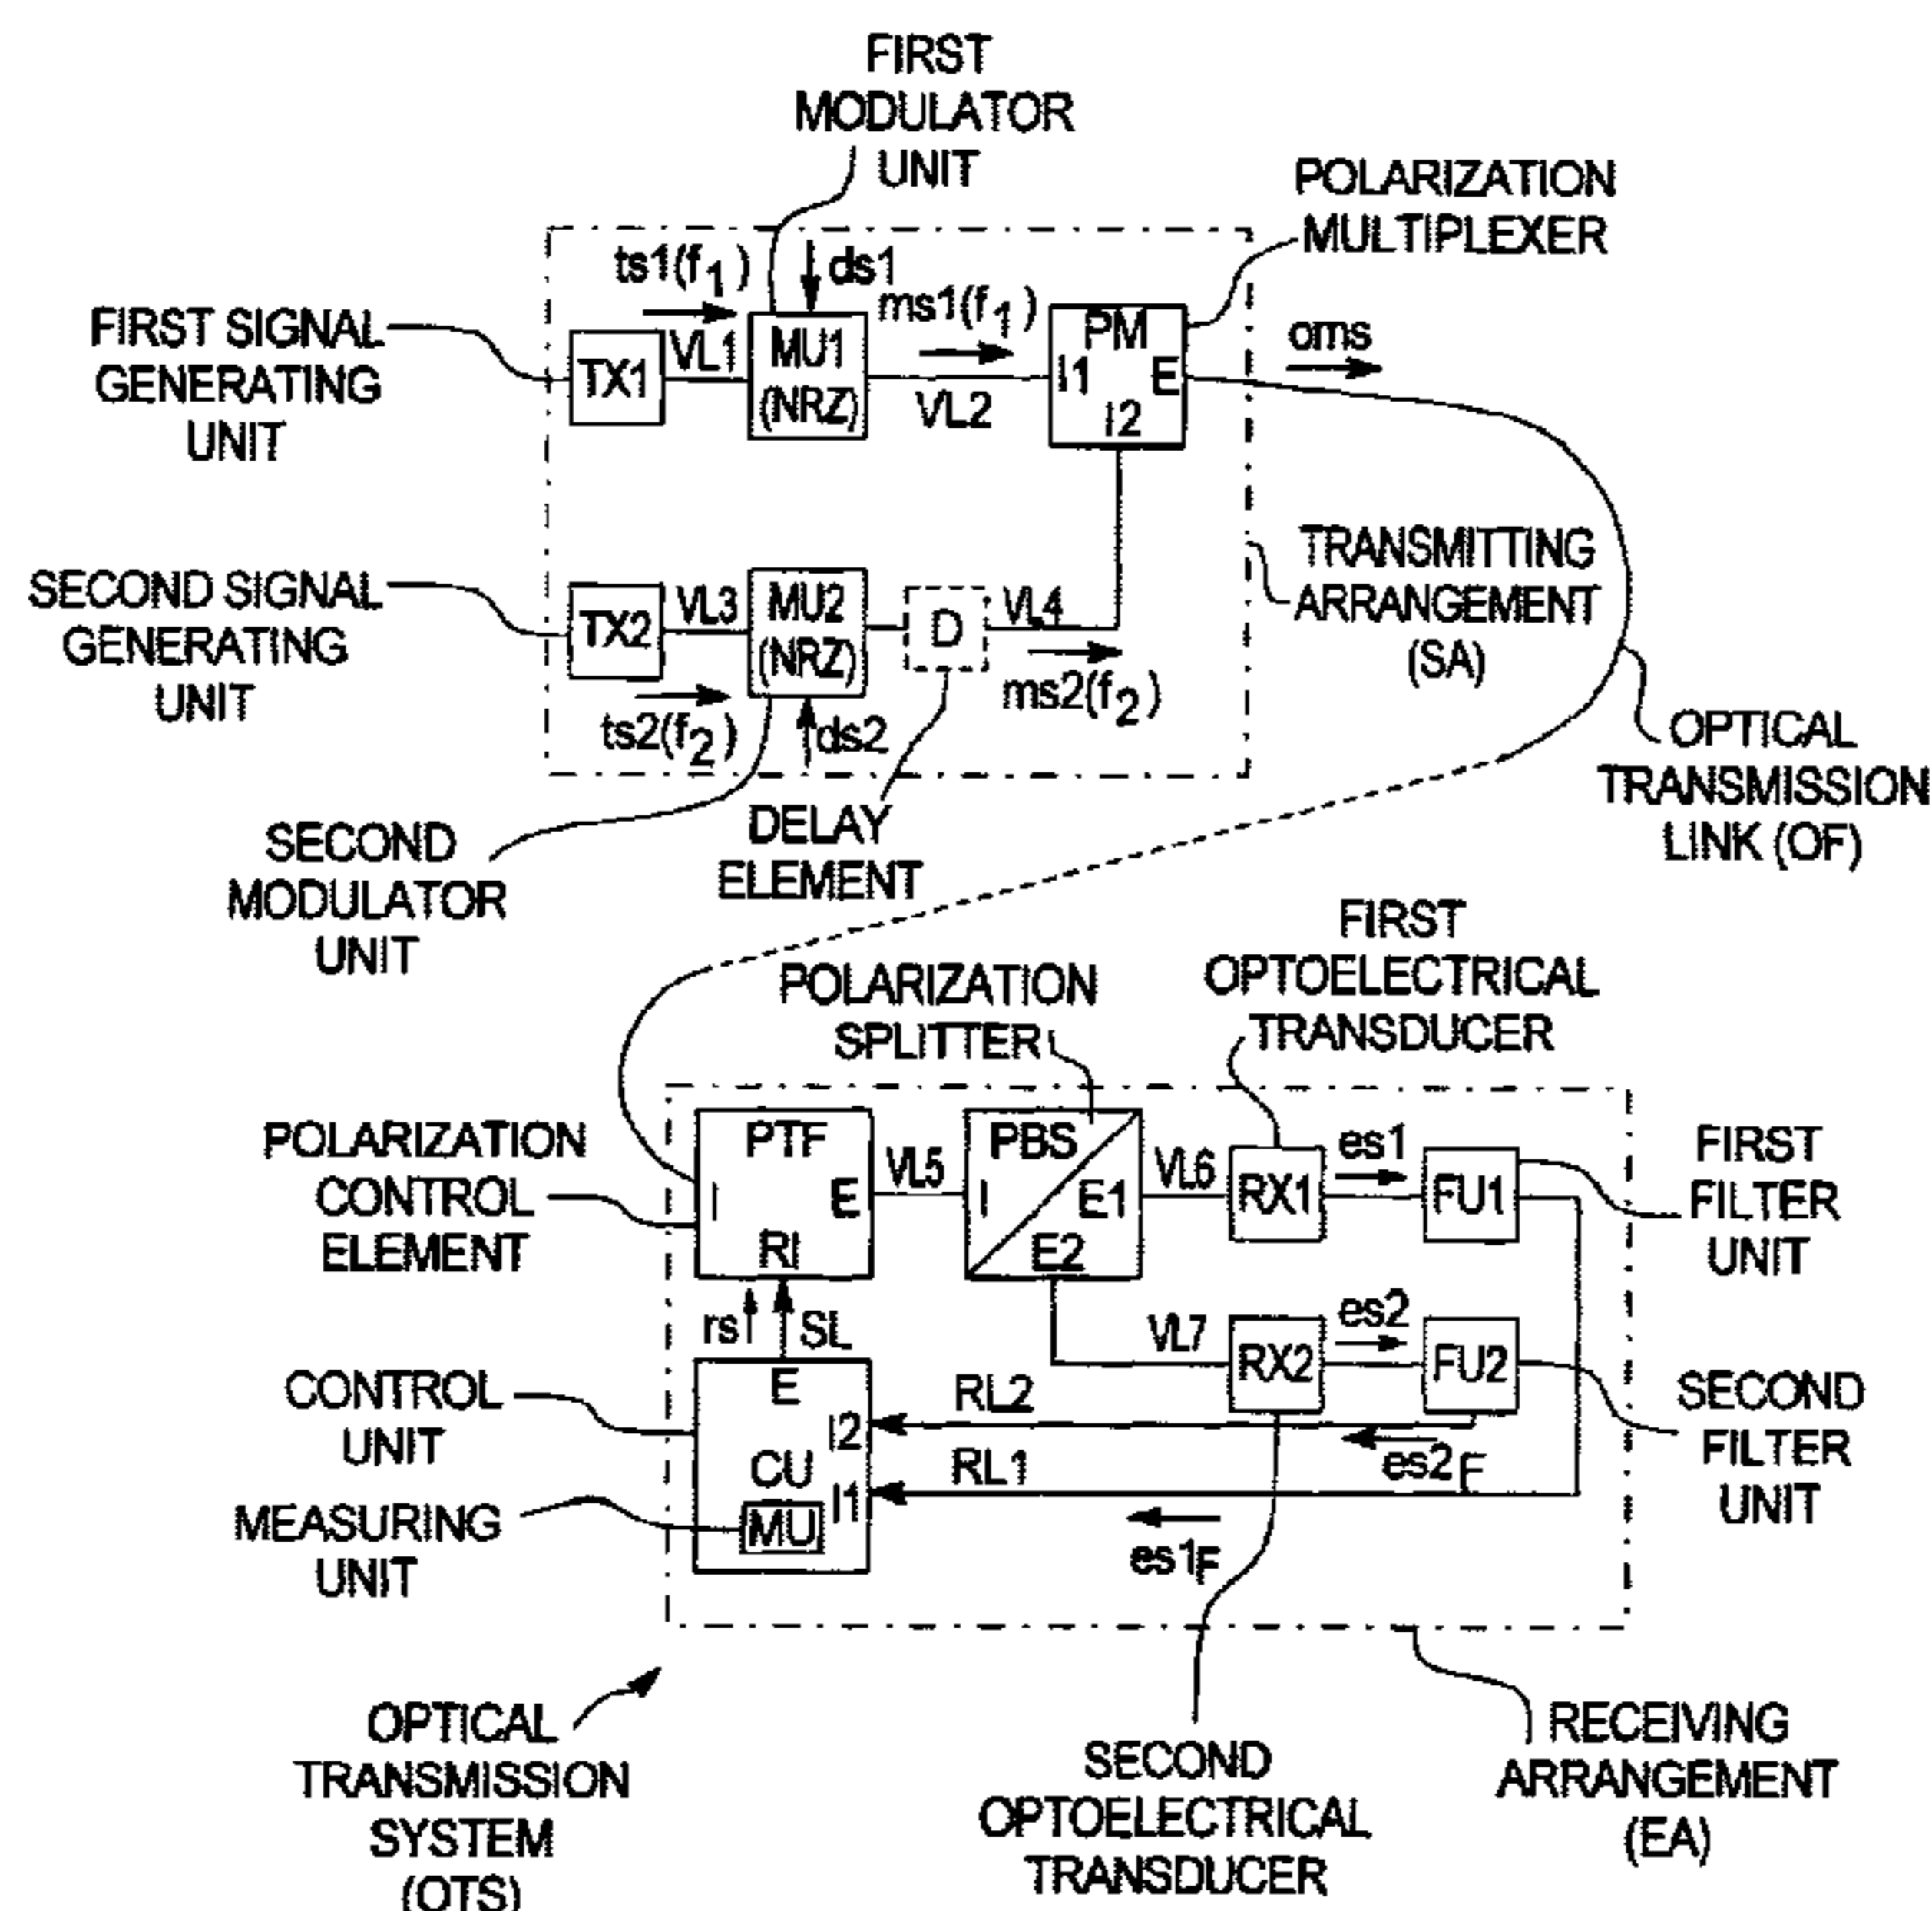 FIRST
MODULATOR
UNIT
POLARIZATION
MULTIPLEXER
ts1(f1)
ds1
ms1(f1)
oms
FIRST SIGNAL
GENERATING
UNIT
TX1
VL1
MU1
(NRZ)
VL2
PM
I1
E
I2
TRANSMITTING
ARRANGEMENT
(SA)
SECOND SIGNAL
GENERATING
UNIT
TX2
VL3
MU2
(NRZ)
D
VL4
ts2(f2)
ds2
ms2(f2)
OPTICAL
TRANSMISSION
LINK (OF)
SECOND
MODULATOR
UNIT
DELAY
ELEMENT
POLARIZATION
SPLITTER
FIRST
OPTOELECTRICAL
TRANSDUCER
POLARIZATION
CONTROL
ELEMENT
PTF
I
E
RI
VL5
PBS
I
E1
E2
VL6
RX1
es1
FU1
FIRST
FILTER
UNIT
rs
SL
VL7
RX2
es2
FU2
CONTROL
UNIT
E
I2
CU
I1
MU
RL2
es2F
RL1
es1F
SECOND
FILTER
UNIT
MEASURING
UNIT
OPTICAL
TRANSMISSION
SYSTEM
(OTS)
SECOND
OPTOELECTRICAL
TRANSDUCER
RECEIVING
ARRANGEMENT
(EA)